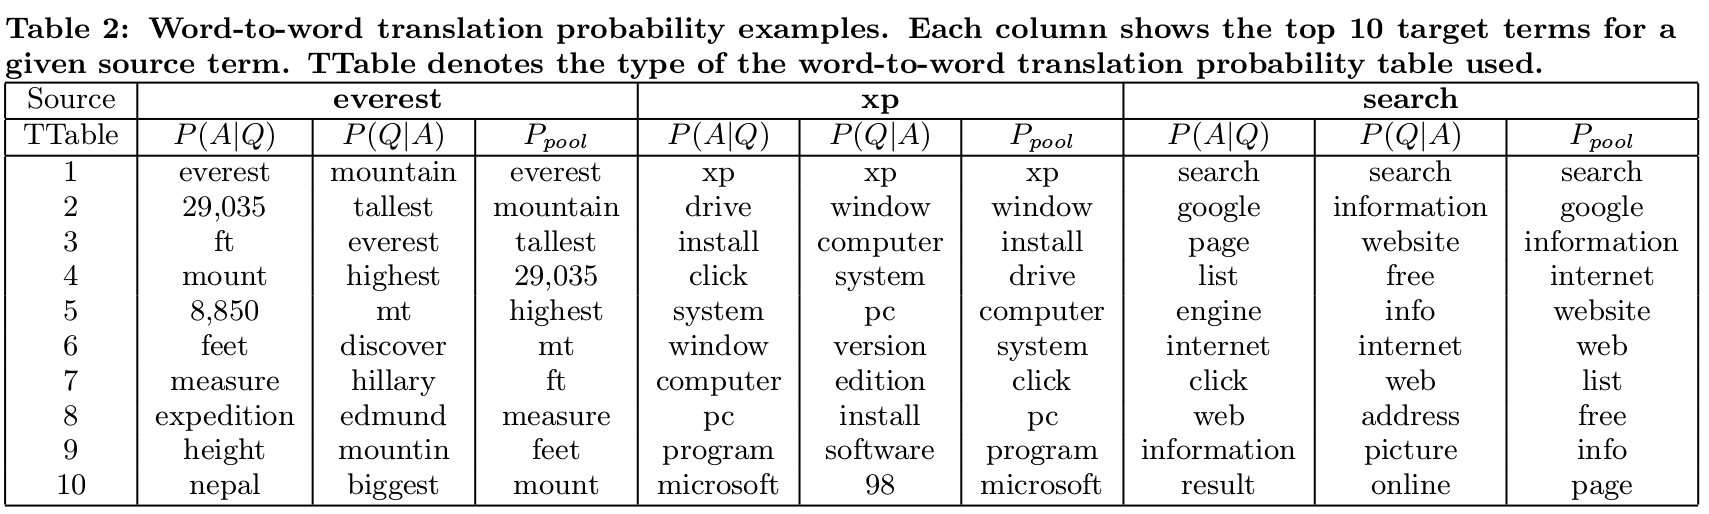 Table 2: Word-to-word translation probability examples. Each column shows the top 10 target terms for a
given source term. TTable denotes the type of the word-to-word translation probability table used.
Source everest xp search
TTable P(A|Q) P(Q|A) P_pool P(A|Q) P(Q|A) P_pool P(A|Q) P(Q|A) P_pool
1 everest mountain everest xp xp xp search search search
2 29,035 tallest mountain drive window window google information google
3 ft everest tallest install computer install page website information
4 mount highest 29,035 click system drive list free internet
5 8,850 mt highest system pc computer engine info website
6 feet discover mt window version system internet internet web
7 measure hillary ft computer edition click click web list
8 expedition edmund measure pc install pc web address free
9 height mountin feet program software program information picture info
10 nepal biggest mount microsoft 98 microsoft result online page